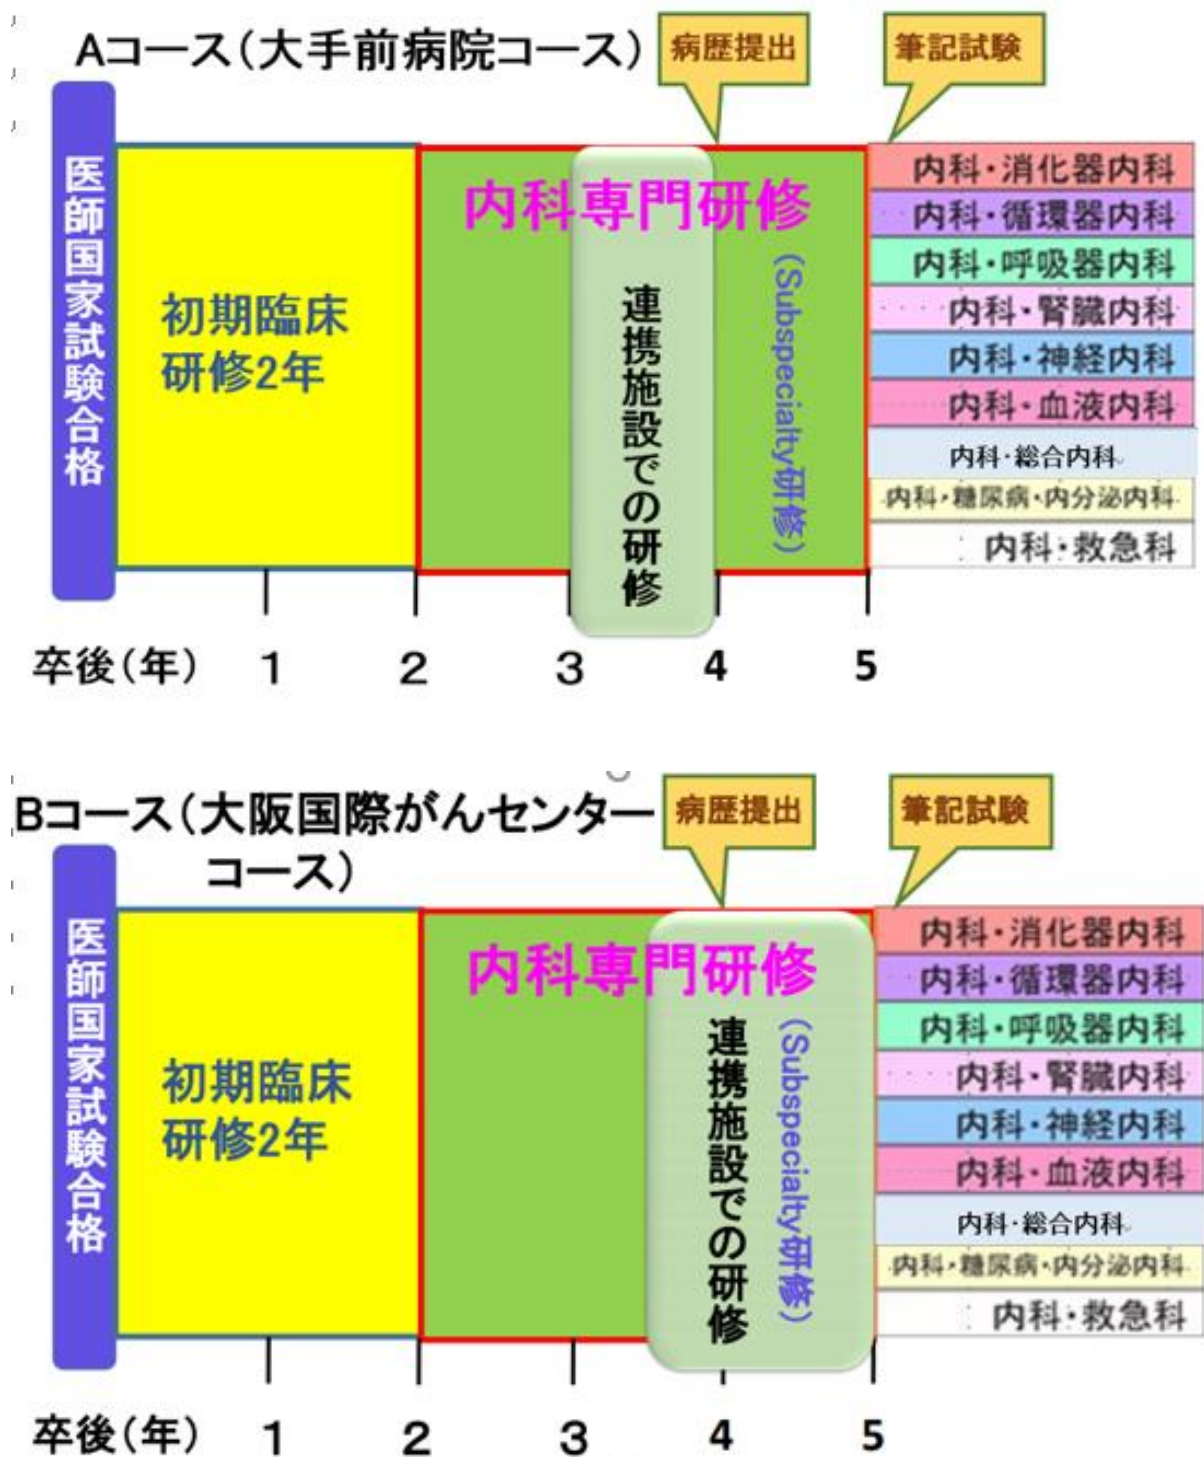 Aコース（大手前病院コース）
病歴提出
筆記試験
医師国家試験合格
初期臨床
研修2年
内科専門研修
連携施設での研修
（Subspecialty研修）
内科・消化器内科
内科・循環器内科
内科・呼吸器内科
内科・腎臓内科
内科・神経内科
内科・血液内科
内科・総合内科
内科・糖尿病・内分泌内科
内科・救急科
卒後（年） 1 2 3 4 5
Bコース（大阪国際がんセンター
コース）
病歴提出
筆記試験
医師国家試験合格
初期臨床
研修2年
内科専門研修
連携施設での研修
（Subspecialty研修）
内科・消化器内科
内科・循環器内科
内科・呼吸器内科
内科・腎臓内科
内科・神経内科
内科・血液内科
内科・総合内科
内科・糖尿病・内分泌内科
内科・救急科
卒後（年） 1 2 3 4 5